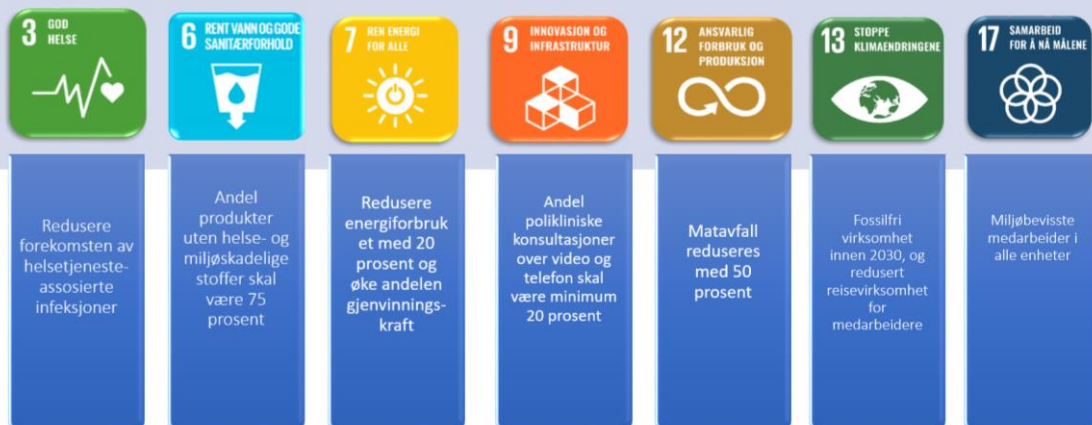 3 GOD
HELSE
6 RENT VANN OG GODE
SANITÆRFORHOLD
7 REN ENERGI
FOR ALLE
9 INNOVASJON OG
INFRASTRUKTUR
12 ANSVARLIG
FORBRUK OG
PRODUKSJON
13 STOPPE
KLIMAENDRINGENE
17 SAMARBEID
FOR Å NÅ MÅLENE
Redusere
forekomsten av
helsetjeneste-
assosierte
infeksjoner
Andel
produkter
uten helse- og
miljøskadelige
stoffer skal
være 75
prosent
Redusere
energiforbruk
et med 20
prosent og
øke andelen
gjenvinnings-
kraft
Andel
polikliniske
konsultasjoner
over video og
telefon skal
være minimum
20 prosent
Matavfall
reduseres
med 50
prosent
Fossilfri
virksomhet
innen 2030, og
redusert
reisevirksomhet
for
medarbeidere
Miljøbevisste
medarbeider i
alle enheter